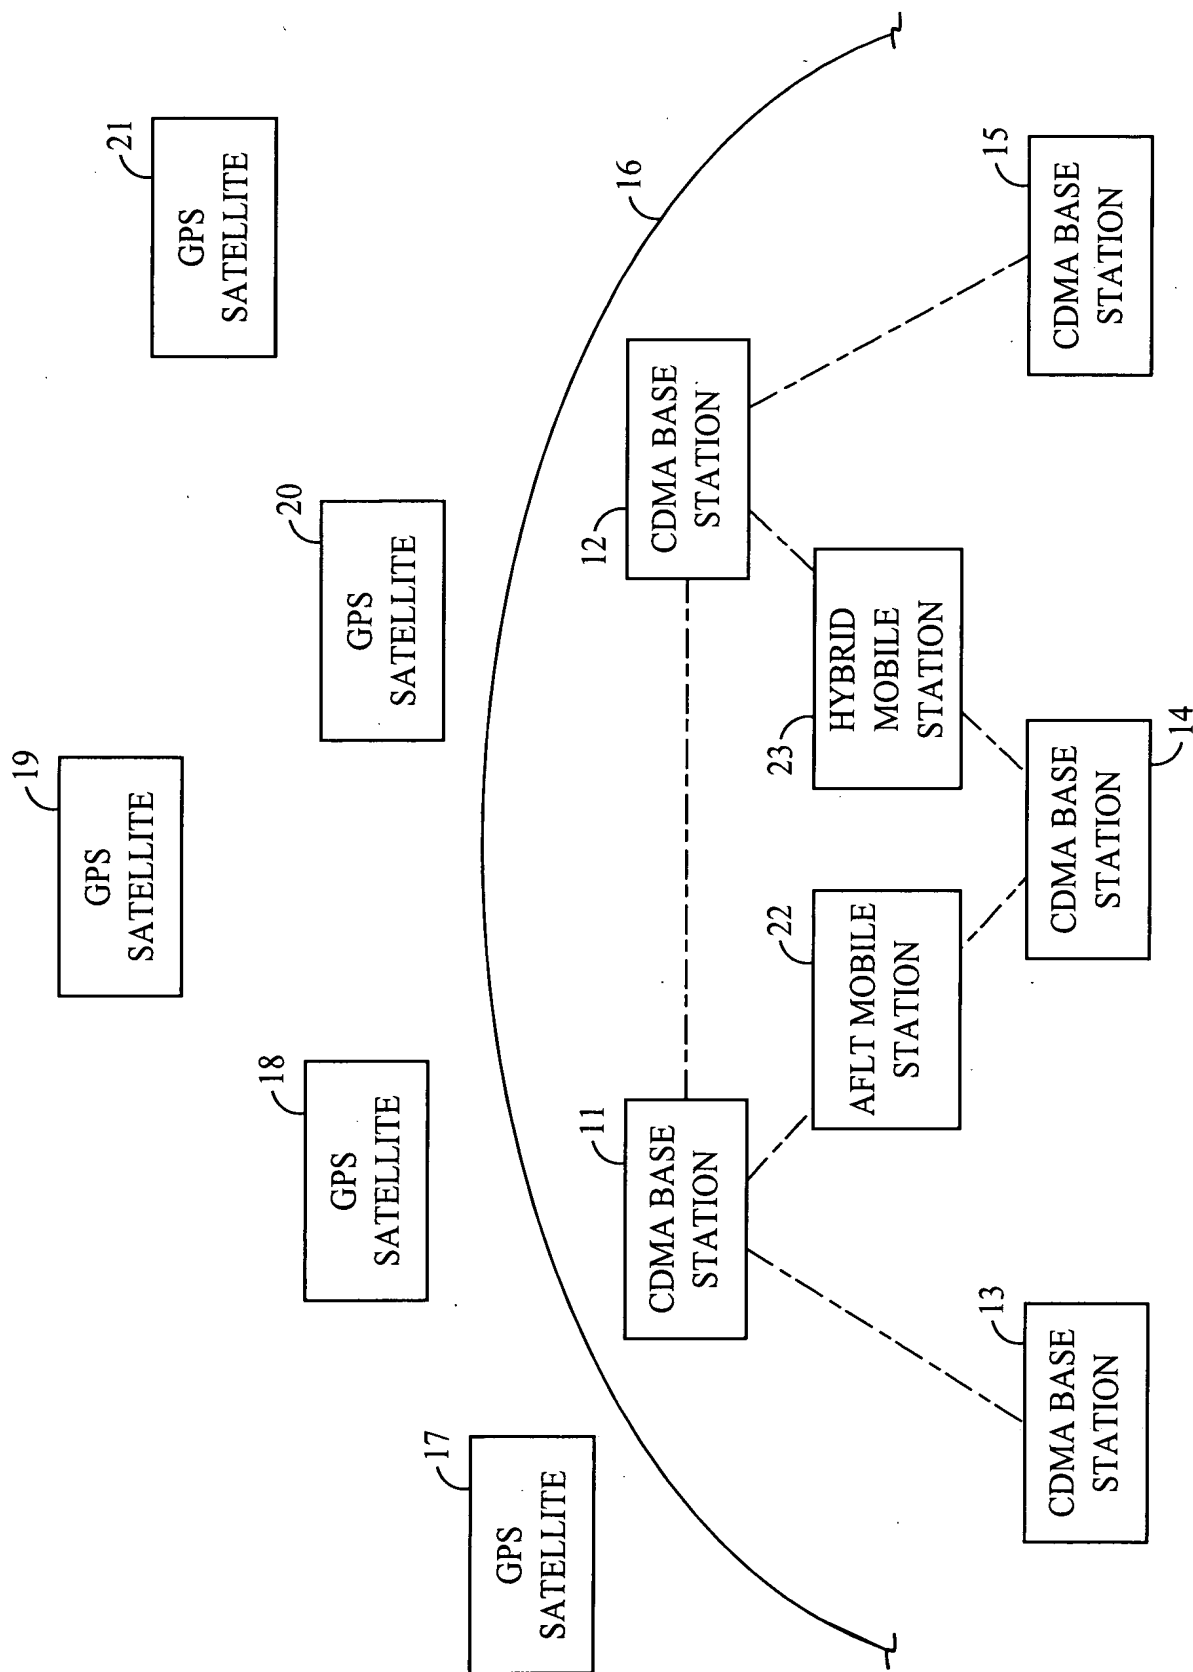 19
GPS
SATELLITE
21
GPS
SATELLITE
18
GPS
SATELLITE
20
GPS
SATELLITE
17
GPS
SATELLITE
16
11
CDMA BASE
STATION
12
CDMA BASE
STATION
22
AFLT MOBILE
STATION
23
HYBRID
MOBILE
STATION
13
CDMA BASE
STATION
CDMA BASE
STATION
14
15
CDMA BASE
STATION